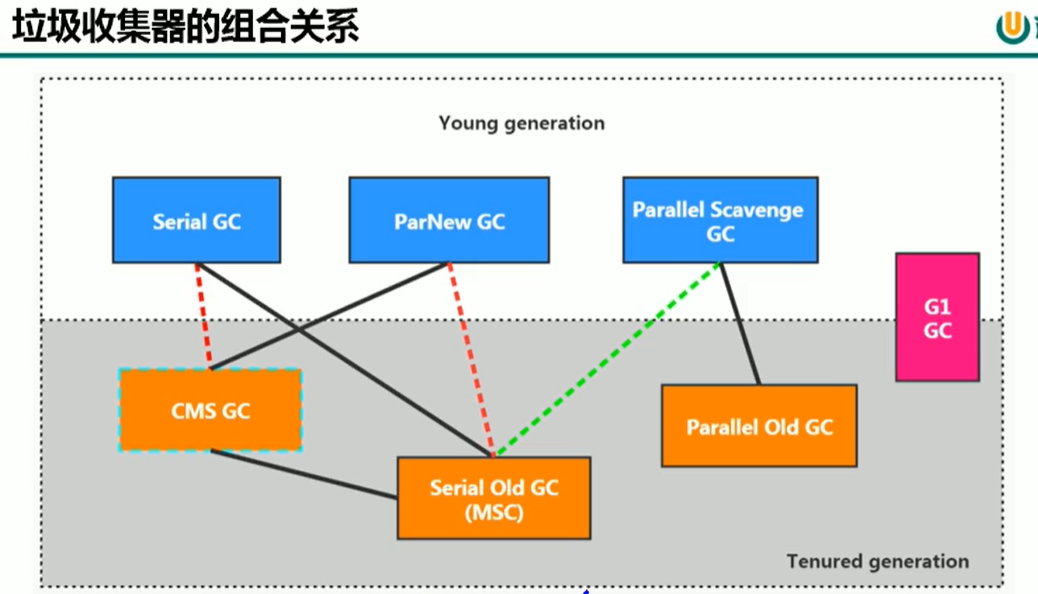 垃圾收集器的组合关系
Young generation
Serial GC
ParNew GC
Parallel Scavenge
GC
G1
GC
CMS GC
Parallel Old GC
Serial Old GC
(MSC)
Tenured generation